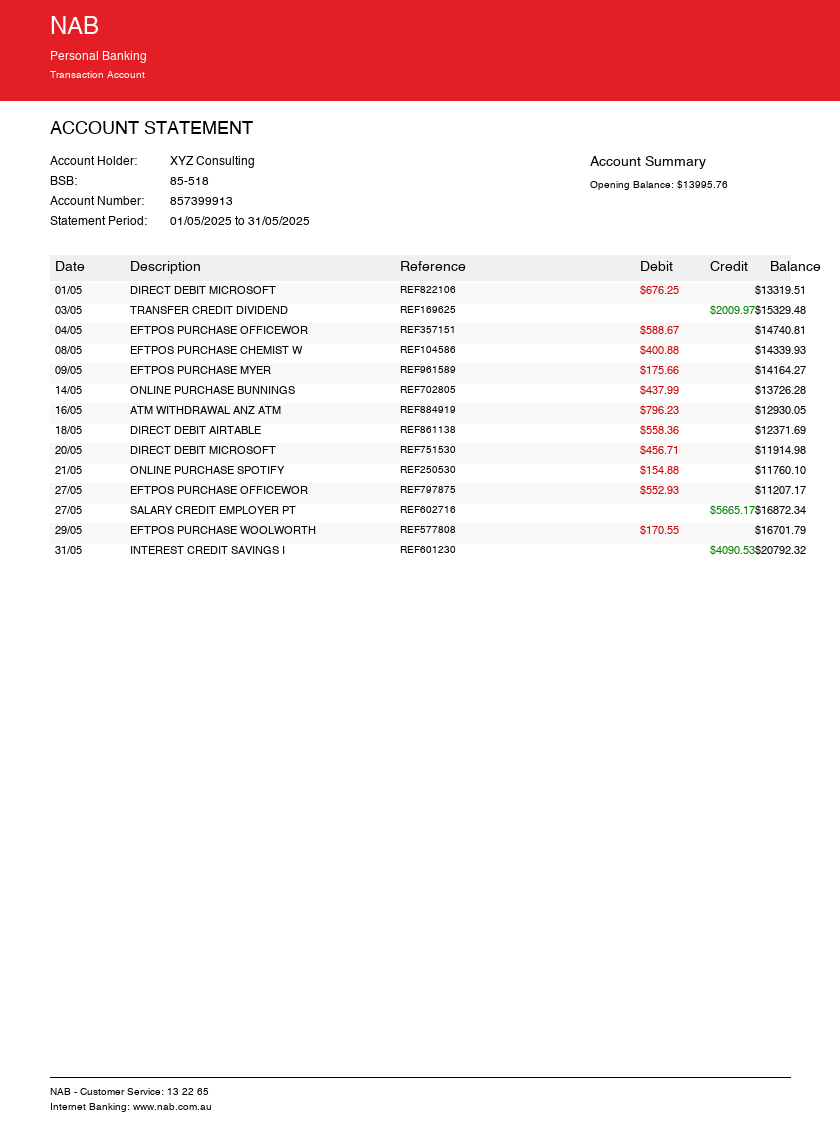 NAB
Personal Banking
Transaction Account
ACCOUNT STATEMENT
Account Holder: XYZ Consulting
BSB: 85-518
Account Number: 857399913
Statement Period: 01/05/2025 to 31/05/2025
Account Summary
Opening Balance: $13995.76
Date Description Reference Debit Credit Balance
01/05 DIRECT DEBIT MICROSOFT REF822106 $676.25 $13319.51
03/05 TRANSFER CREDIT DIVIDEND REF169625 $2009.97 $15329.48
04/05 EFTPOS PURCHASE OFFICEWOR REF357151 $588.67 $14740.81
08/05 EFTPOS PURCHASE CHEMIST W REF104586 $400.88 $14339.93
09/05 EFTPOS PURCHASE MYER REF961589 $175.66 $14164.27
14/05 ONLINE PURCHASE BUNNINGS REF702805 $437.99 $13726.28
16/05 ATM WITHDRAWAL ANZ ATM REF884919 $796.23 $12930.05
18/05 DIRECT DEBIT AIRTABLE REF861138 $558.36 $12371.69
20/05 DIRECT DEBIT MICROSOFT REF751530 $456.71 $11914.98
21/05 ONLINE PURCHASE SPOTIFY REF250530 $154.88 $11760.10
27/05 EFTPOS PURCHASE OFFICEWOR REF797875 $552.93 $11207.17
27/05 SALARY CREDIT EMPLOYER PT REF602716 $5665.17 $16872.34
29/05 EFTPOS PURCHASE WOOLWORTH REF577808 $170.55 $16701.79
31/05 INTEREST CREDIT SAVINGS I REF601230 $4090.53 $20792.32
NAB - Customer Service: 13 22 65
Internet Banking: www.nab.com.au